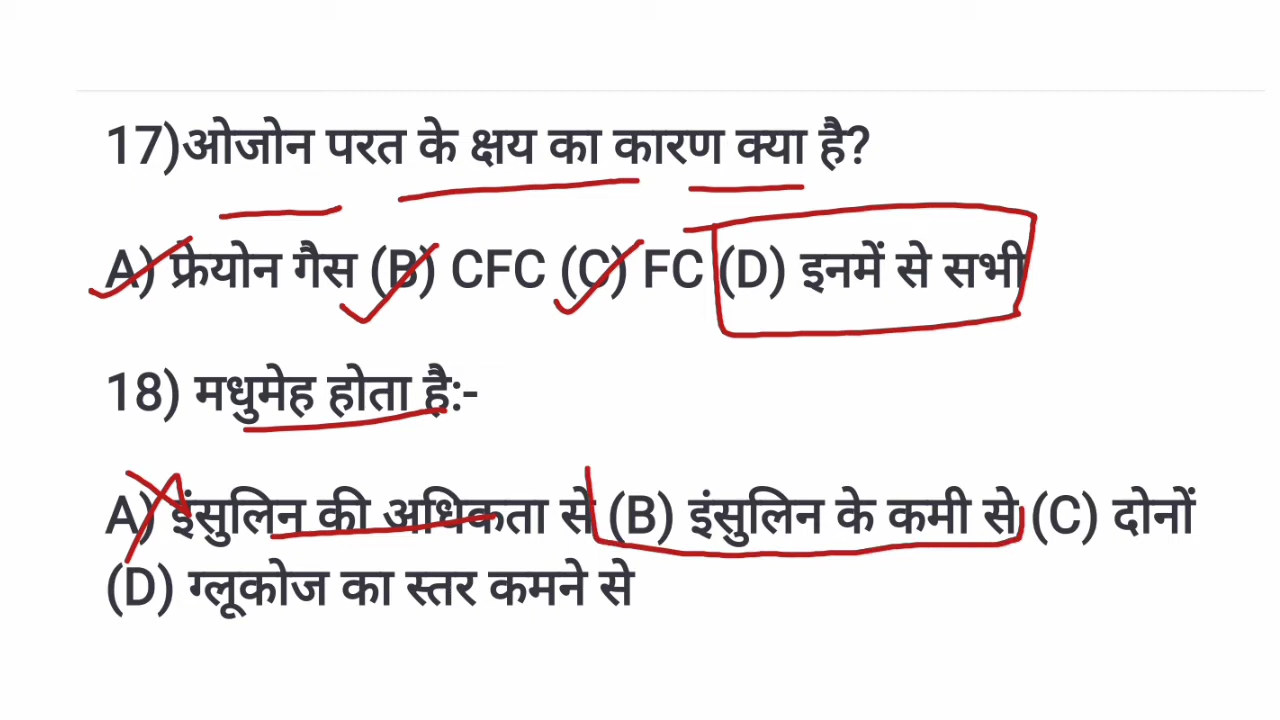 17)ओजोन परत के क्षय का कारण क्या है?
A) फ्रेयोन गैस (B) CFC (C) FC (D) इनमें से सभी
18) मधुमेह होता है:-
A) इंसुलिन की अधिकता से (B) इंसुलिन के कमी से (C) दोनों
(D) ग्लूकोज का स्तर कमने से